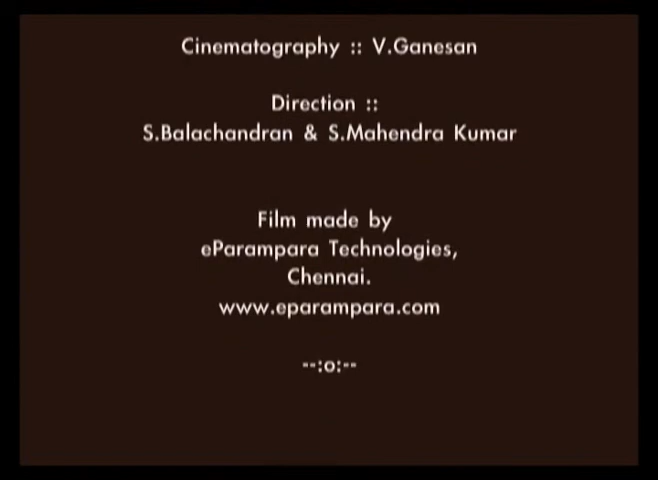 Cinematography :: V.Ganesan
Direction ::
S.Balachandran & S.Mahendra Kumar
Film made by
eParampara Technologies,
Chennai.
www.eparampara.com
--:o:--